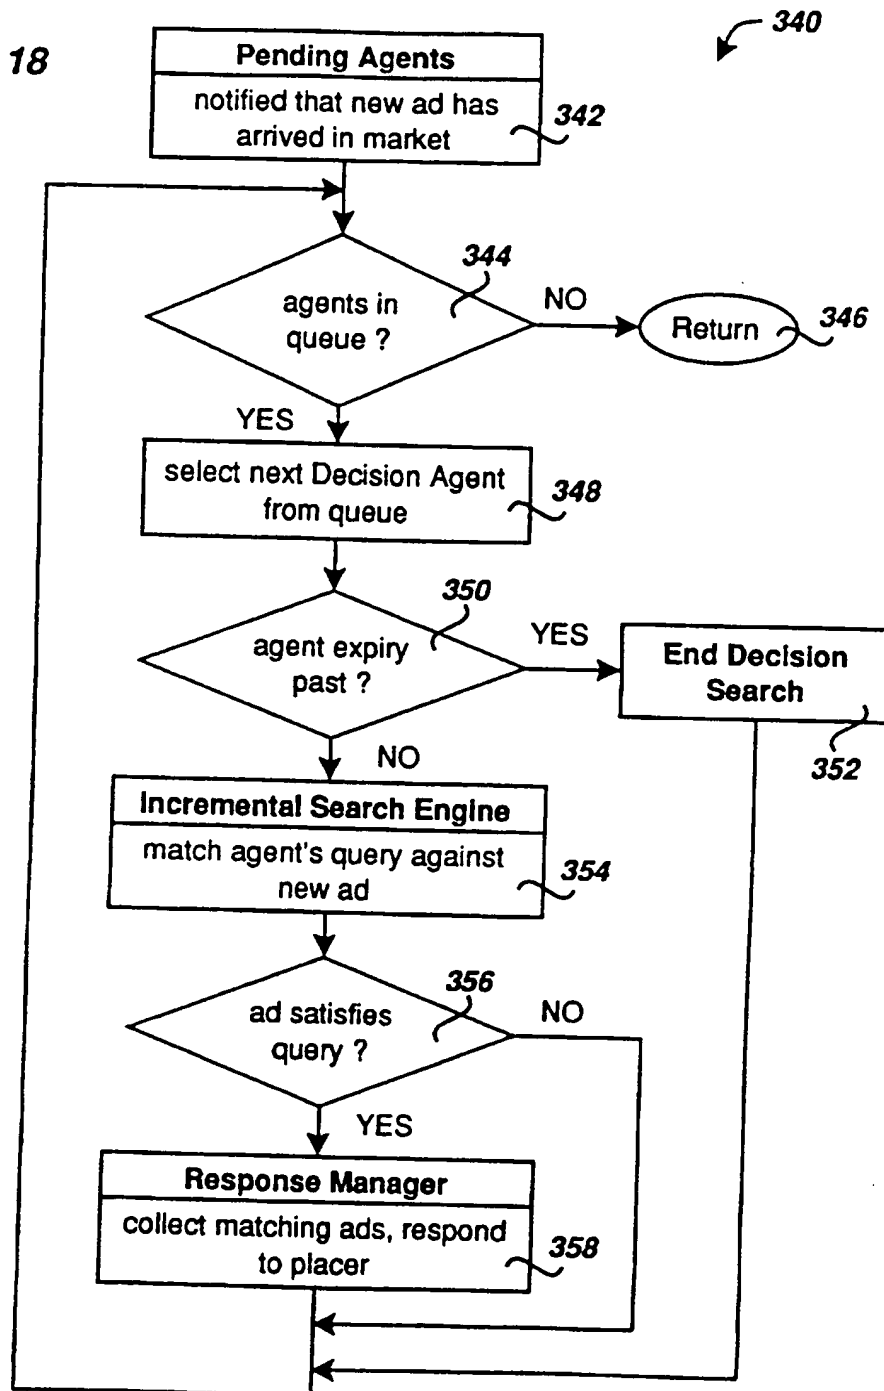 18
340
Pending Agents
notified that new ad has
arrived in market
342
344
agents in
queue ?
NO
Return
346
YES
select next Decision Agent
from queue
348
350
agent expiry
past ?
YES
End Decision
Search
352
NO
Incremental Search Engine
match agent's query against
new ad
354
356
ad satisfies
query ?
NO
YES
Response Manager
collect matching ads, respond
to placer
358